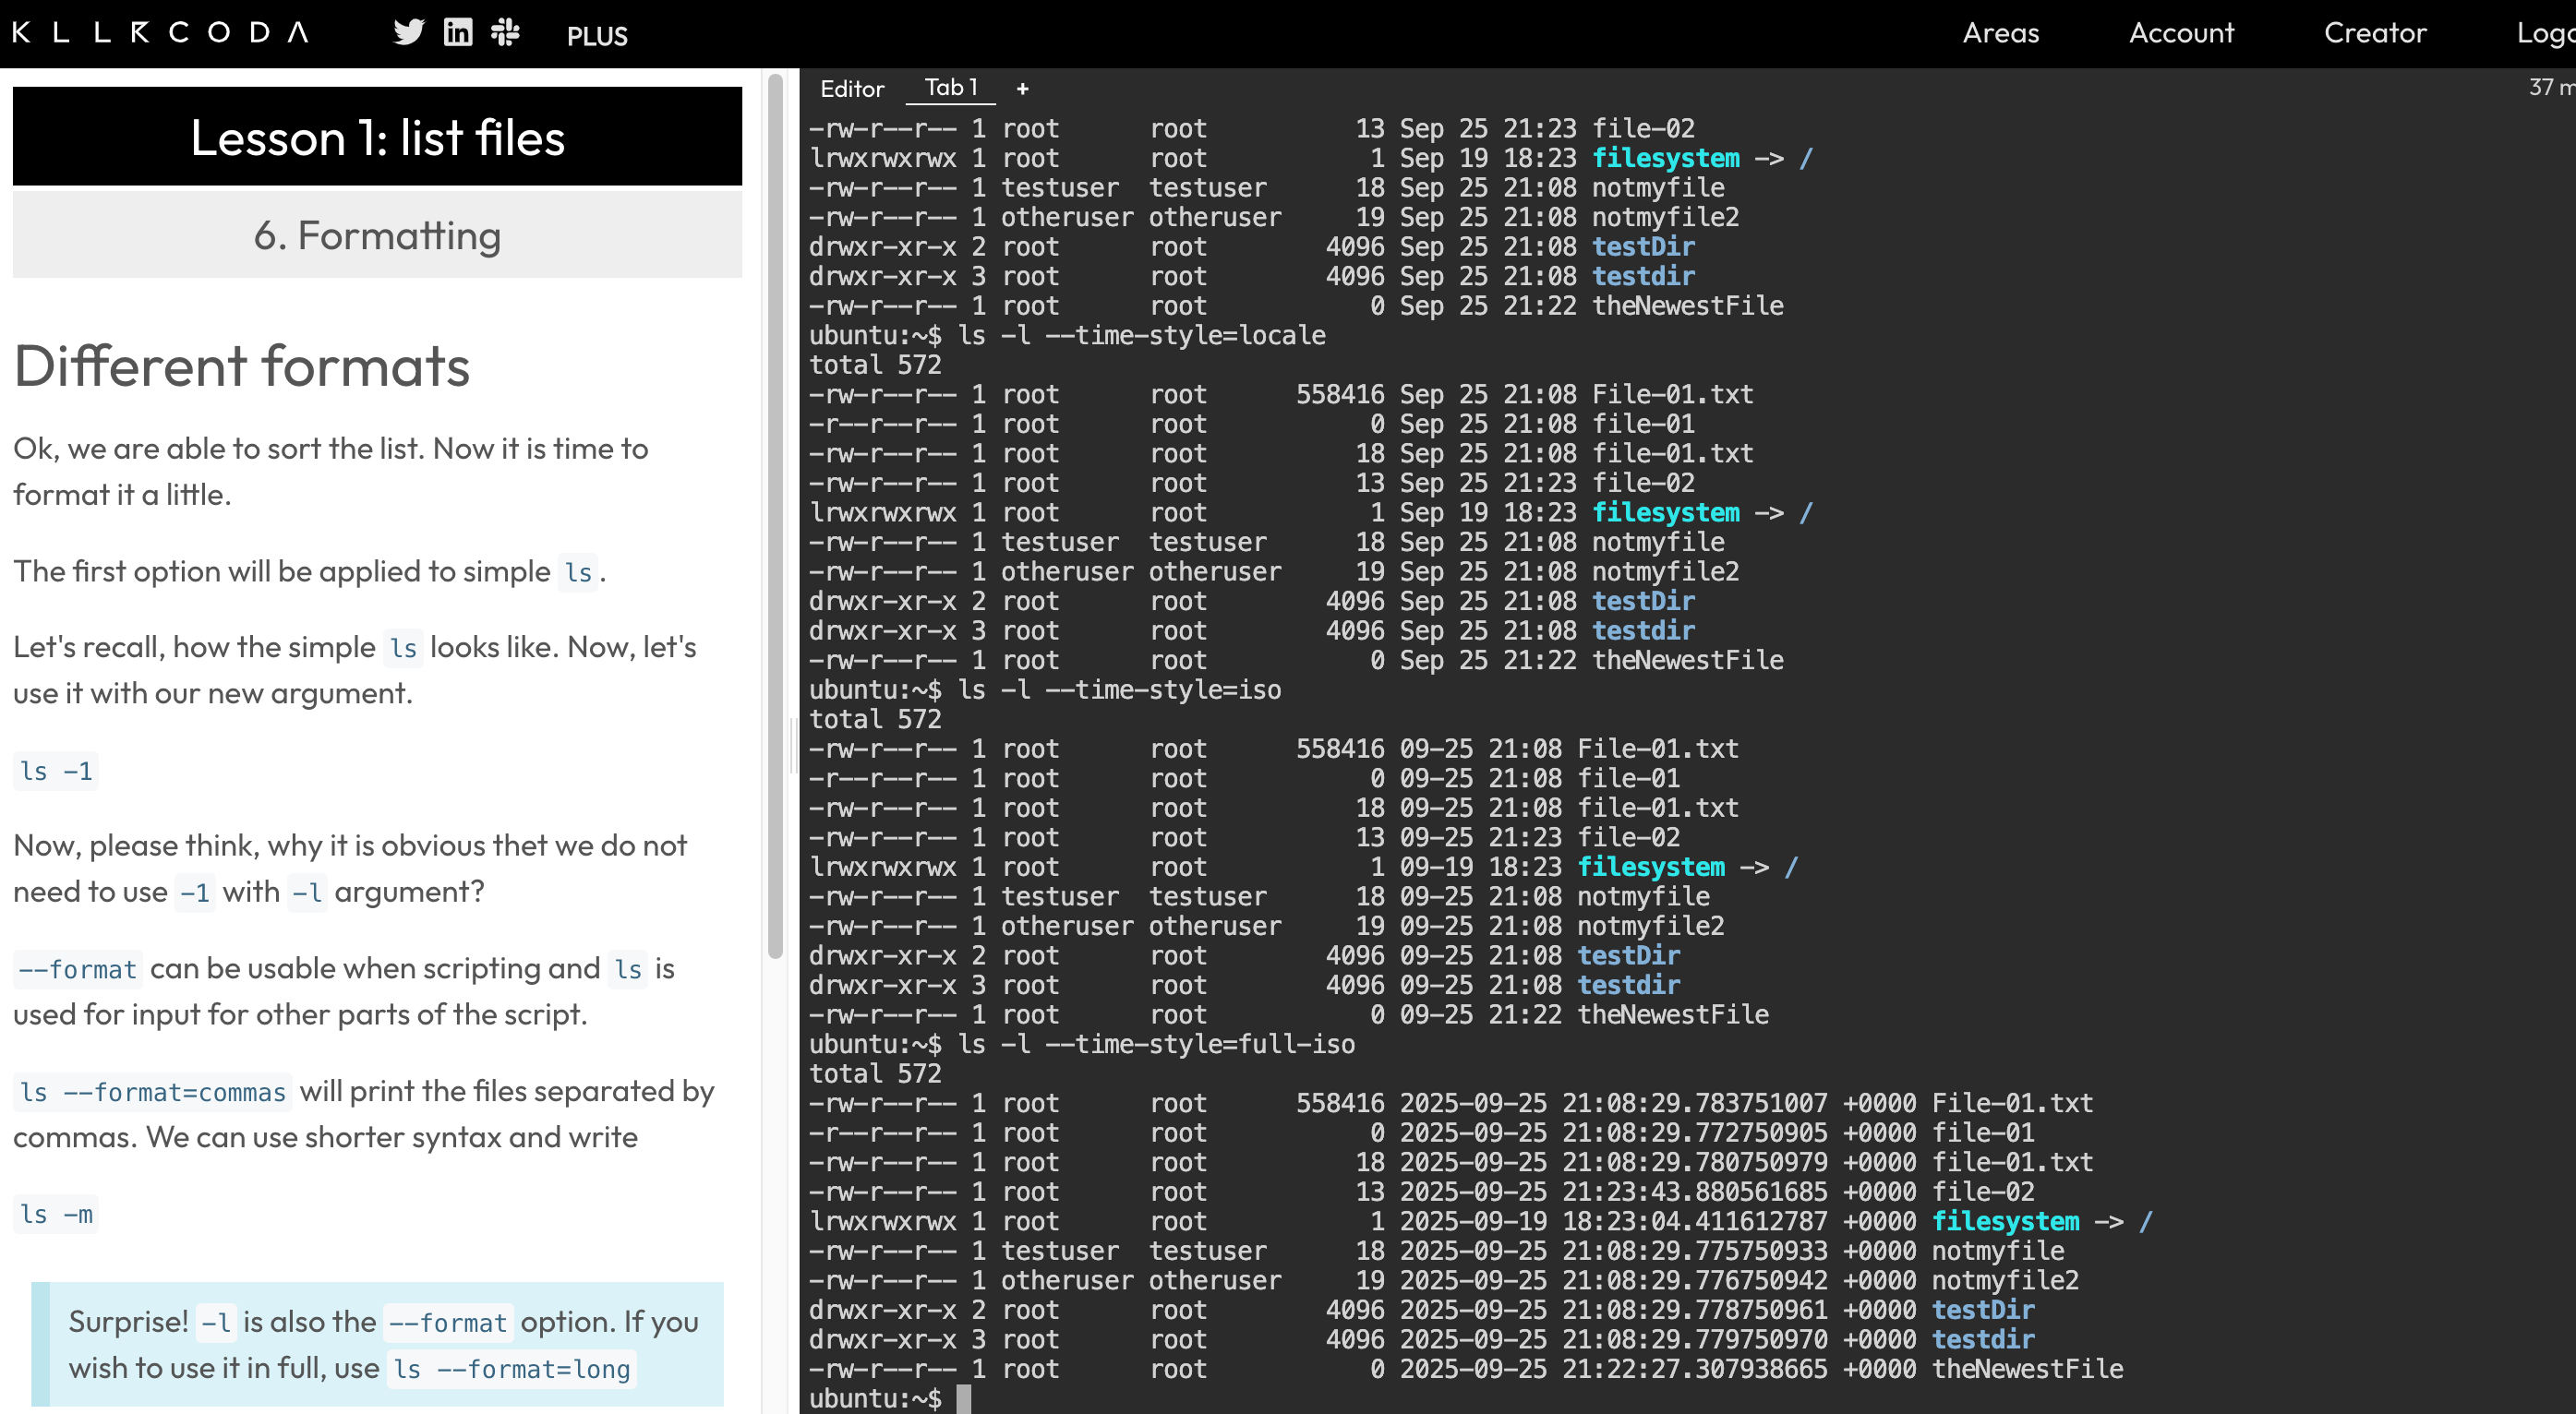 KLLRCODA PLUS Areas Account Creator
Lesson 1: list files
6. Formatting
Different formats
Ok, we are able to sort the list. Now it is time to
format it a little.
The first option will be applied to simple ls.
Let's recall, how the simple ls looks like. Now, let's
use it with our new argument.
ls -1
Now, please think, why it is obvious thet we do not
need to use -1 with -l argument?
--format can be usable when scripting and ls is
used for input for other parts of the script.
ls --format=commas will print the files separated by
commas. We can use shorter syntax and write
ls -m
Surprise! -l is also the --format option. If you
wish to use it in full, use ls --format=long
Editor Tab 1 + 37
-rw-r--r-- 1 root      root          13 Sep 25 21:23 file-02
lrwxrwxrwx 1 root      root           1 Sep 19 18:23 filesystem -> /
-rw-r--r-- 1 testuser  testuser      18 Sep 25 21:08 notmyfile
-rw-r--r-- 1 otheruser otheruser     19 Sep 25 21:08 notmyfile2
drwxr-xr-x 2 root      root        4096 Sep 25 21:08 testDir
drwxr-xr-x 3 root      root        4096 Sep 25 21:08 testdir
-rw-r--r-- 1 root      root           0 Sep 25 21:22 theNewestFile
ubuntu:~$ ls -l --time-style=locale
total 572
-rw-r--r-- 1 root      root      558416 Sep 25 21:08 File-01.txt
-r--r--r-- 1 root      root           0 Sep 25 21:08 file-01
-rw-r--r-- 1 root      root          18 Sep 25 21:08 file-01.txt
-rw-r--r-- 1 root      root          13 Sep 25 21:23 file-02
lrwxrwxrwx 1 root      root           1 Sep 19 18:23 filesystem -> /
-rw-r--r-- 1 testuser  testuser      18 Sep 25 21:08 notmyfile
-rw-r--r-- 1 otheruser otheruser     19 Sep 25 21:08 notmyfile2
drwxr-xr-x 2 root      root        4096 Sep 25 21:08 testDir
drwxr-xr-x 3 root      root        4096 Sep 25 21:08 testdir
-rw-r--r-- 1 root      root           0 Sep 25 21:22 theNewestFile
ubuntu:~$ ls -l --time-style=iso
total 572
-rw-r--r-- 1 root      root      558416 09-25 21:08 File-01.txt
-r--r--r-- 1 root      root           0 09-25 21:08 file-01
-rw-r--r-- 1 root      root          18 09-25 21:08 file-01.txt
-rw-r--r-- 1 root      root          13 09-25 21:23 file-02
lrwxrwxrwx 1 root      root           1 09-19 18:23 filesystem -> /
-rw-r--r-- 1 testuser  testuser      18 09-25 21:08 notmyfile
-rw-r--r-- 1 otheruser otheruser     19 09-25 21:08 notmyfile2
drwxr-xr-x 2 root      root        4096 09-25 21:08 testDir
drwxr-xr-x 3 root      root        4096 09-25 21:08 testdir
-rw-r--r-- 1 root      root           0 09-25 21:22 theNewestFile
ubuntu:~$ ls -l --time-style=full-iso
total 572
-rw-r--r-- 1 root      root      558416 2025-09-25 21:08:29.783751007 +0000 File-01.txt
-r--r--r-- 1 root      root           0 2025-09-25 21:08:29.772750905 +0000 file-01
-rw-r--r-- 1 root      root          18 2025-09-25 21:08:29.780750979 +0000 file-01.txt
-rw-r--r-- 1 root      root          13 2025-09-25 21:23:43.880561685 +0000 file-02
lrwxrwxrwx 1 root      root           1 2025-09-19 18:23:04.411612787 +0000 filesystem -> /
-rw-r--r-- 1 testuser  testuser      18 2025-09-25 21:08:29.775750933 +0000 notmyfile
-rw-r--r-- 1 otheruser otheruser     19 2025-09-25 21:08:29.776750942 +0000 notmyfile2
drwxr-xr-x 2 root      root        4096 2025-09-25 21:08:29.778750961 +0000 testDir
drwxr-xr-x 3 root      root        4096 2025-09-25 21:08:29.779750970 +0000 testdir
-rw-r--r-- 1 root      root           0 2025-09-25 21:22:27.307938665 +0000 theNewestFile
ubuntu:~$